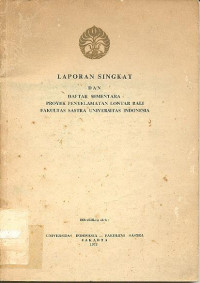 LAPORAN SINGKAT
DAN
DAFTAR SEMENTARA
PROYEK PENYELAMATAN LONTAR BALI
FAKULTAS SASTRA UNIVERSITAS INDONESIA
UNIVERSITAS INDONESIA — FAKULTAS SASTRA
JAKARTA